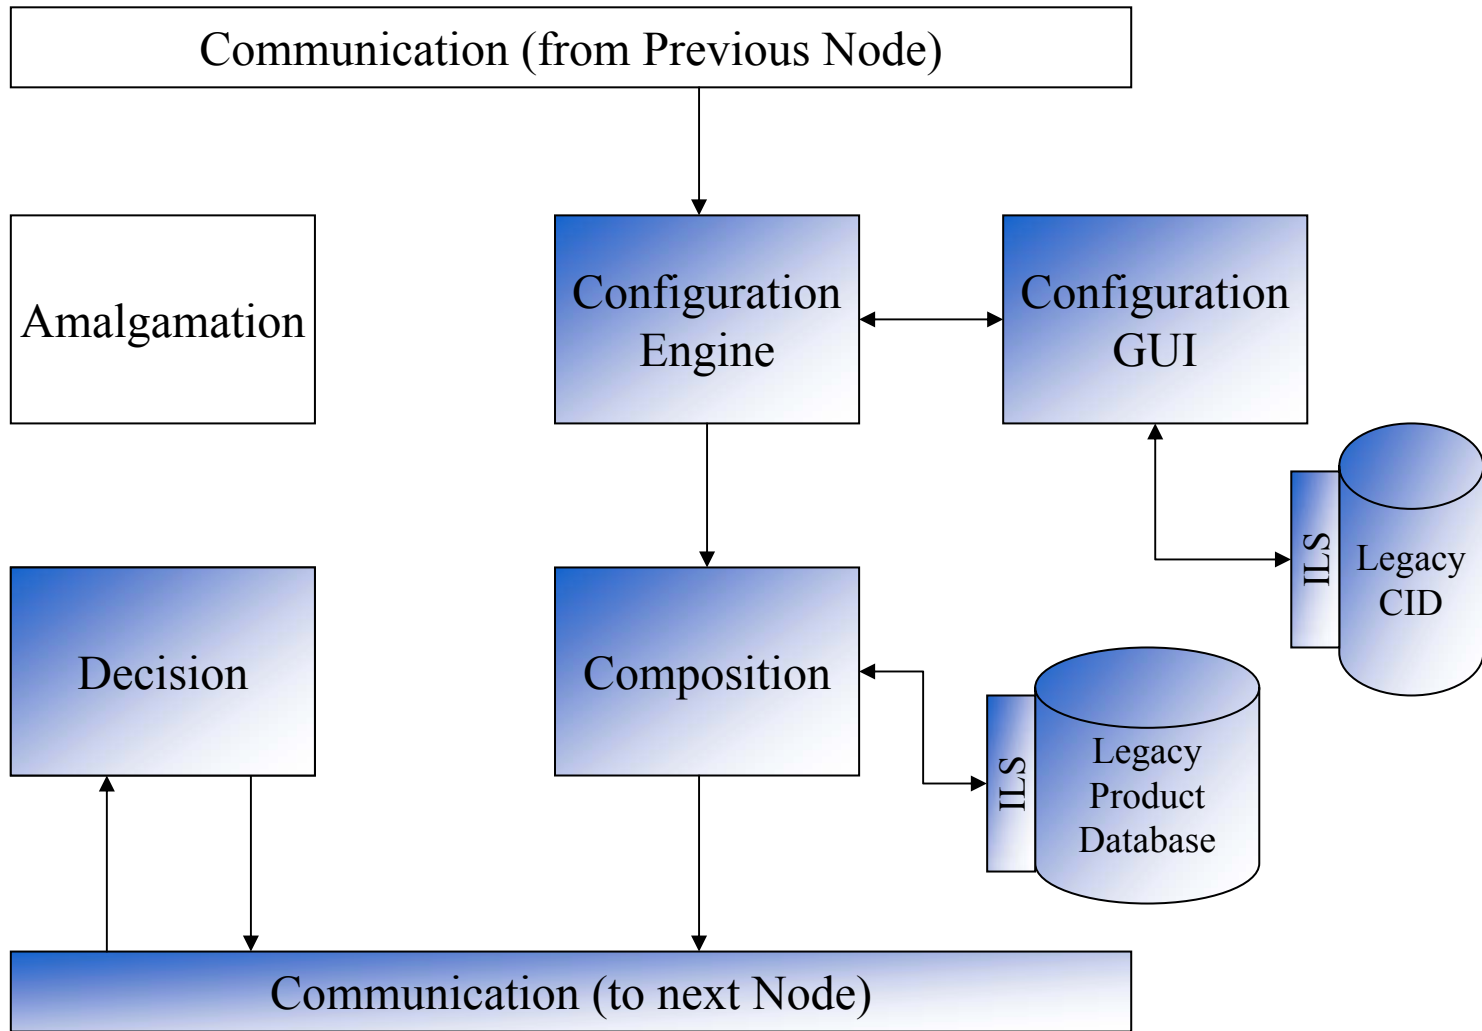 Communication (from Previous Node)
Amalgamation
Configuration
Engine
Configuration
GUI
ILS
Legacy
CID
Decision
Composition
ILS
Legacy
Product
Database
Communication (to next Node)